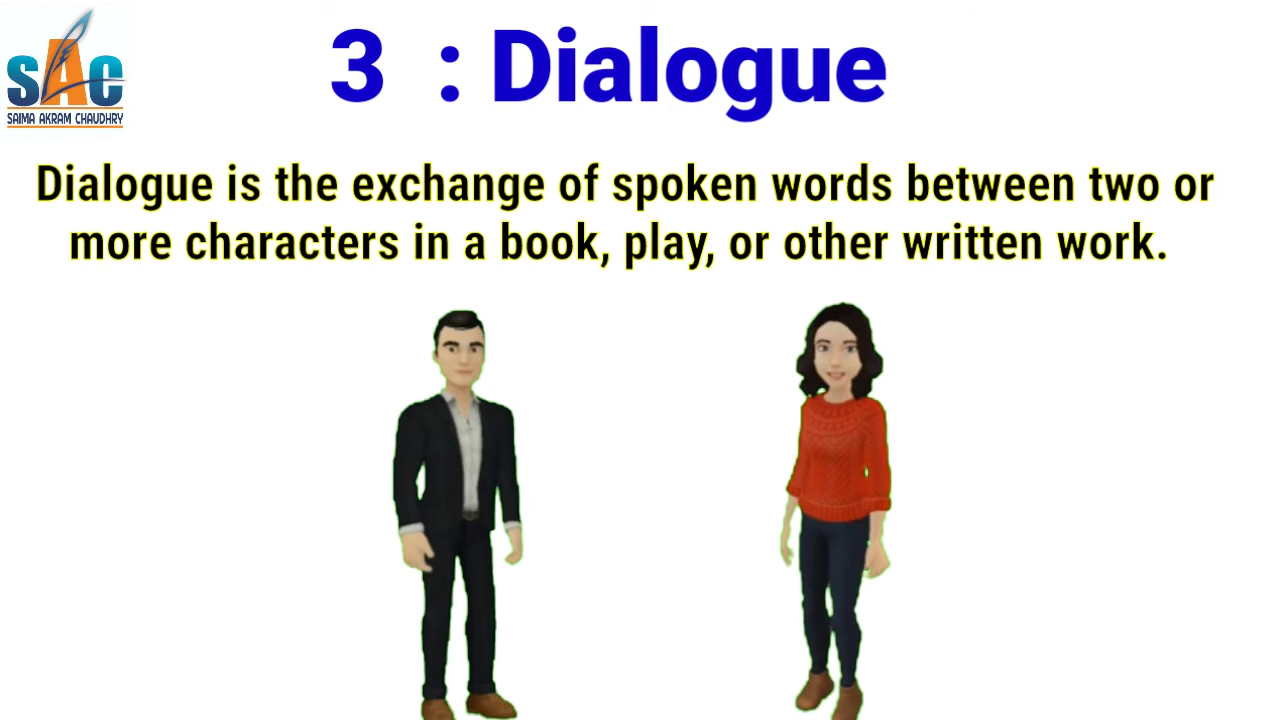 SAC
SAIMA AKRAM CHAUDHRY
3 : Dialogue
Dialogue is the exchange of spoken words between two or
more characters in a book, play, or other written work.